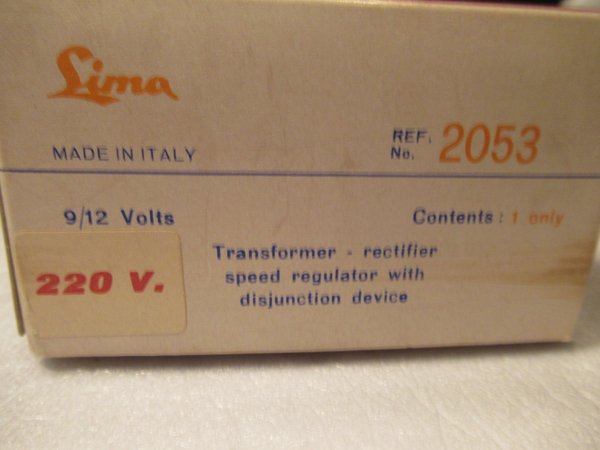 Lima
MADE IN ITALY
REF. No. 2053
9/12 Volts
Contents : 1 only
220 V.
Transformer - rectifier
speed regulator with
disjunction device